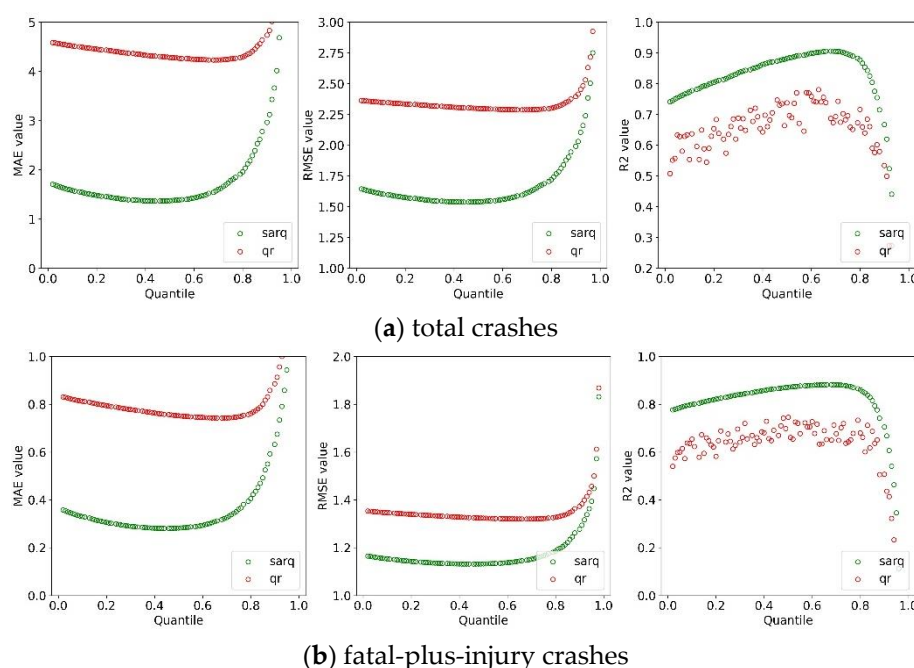 5
4
3
2
1
0
MAE value
0.0 0.2 0.4 0.6 0.8 1.0
Quantile
sarq
qr
3.00
2.75
2.50
2.25
2.00
1.75
1.50
1.25
1.00
RMSE value
0.0 0.2 0.4 0.6 0.8 1.0
Quantile
sarq
qr
1.0
0.9
0.8
0.7
0.6
0.5
0.4
0.3
0.2
R2 value
0.0 0.2 0.4 0.6 0.8 1.0
Quantile
sarq
qr
(a) total crashes
1.0
0.8
0.6
0.4
0.2
0.0
MAE value
0.0 0.2 0.4 0.6 0.8 1.0
Quantile
sarq
qr
2.0
1.8
1.6
1.4
1.2
1.0
RMSE value
0.0 0.2 0.4 0.6 0.8 1.0
Quantile
sarq
qr
1.0
0.8
0.6
0.4
0.2
0.0
R2 value
0.0 0.2 0.4 0.6 0.8 1.0
Quantile
sarq
qr
(b) fatal-plus-injury crashes